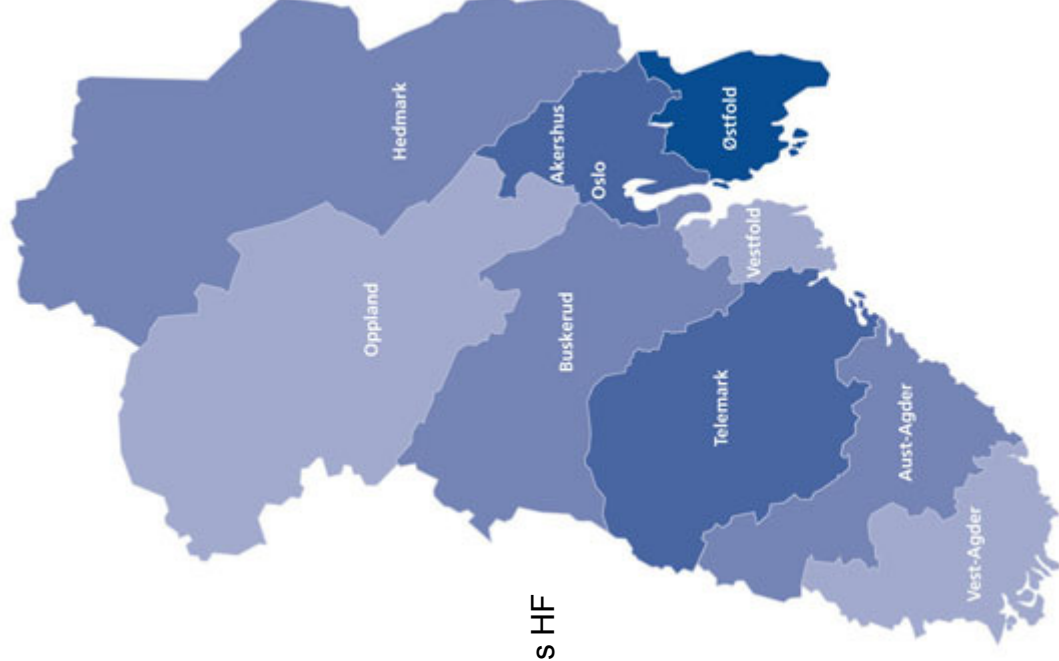 Hedmark
Akershus
Oslo
Østfold
Oppland
Vestfold
Buskerud
Telemark
Aust-Agder
Vest-Agder
s HF